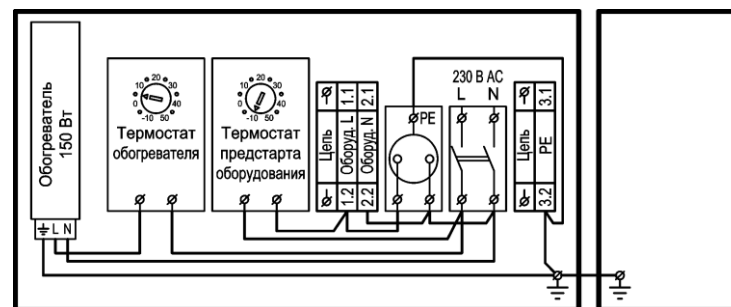 Обогреватель
150 Вт
L N
10 20 30
0 40
-10 50
Термостат
обогревателя
10 20 30
0 40
-10 50
Термостат
предстарта
оборудования
Цепь
1.1
Оборуд. L
1.2
2.1
Оборуд. N
2.2
PE
230 В AC
L N
Цепь
3.1
PE
3.2